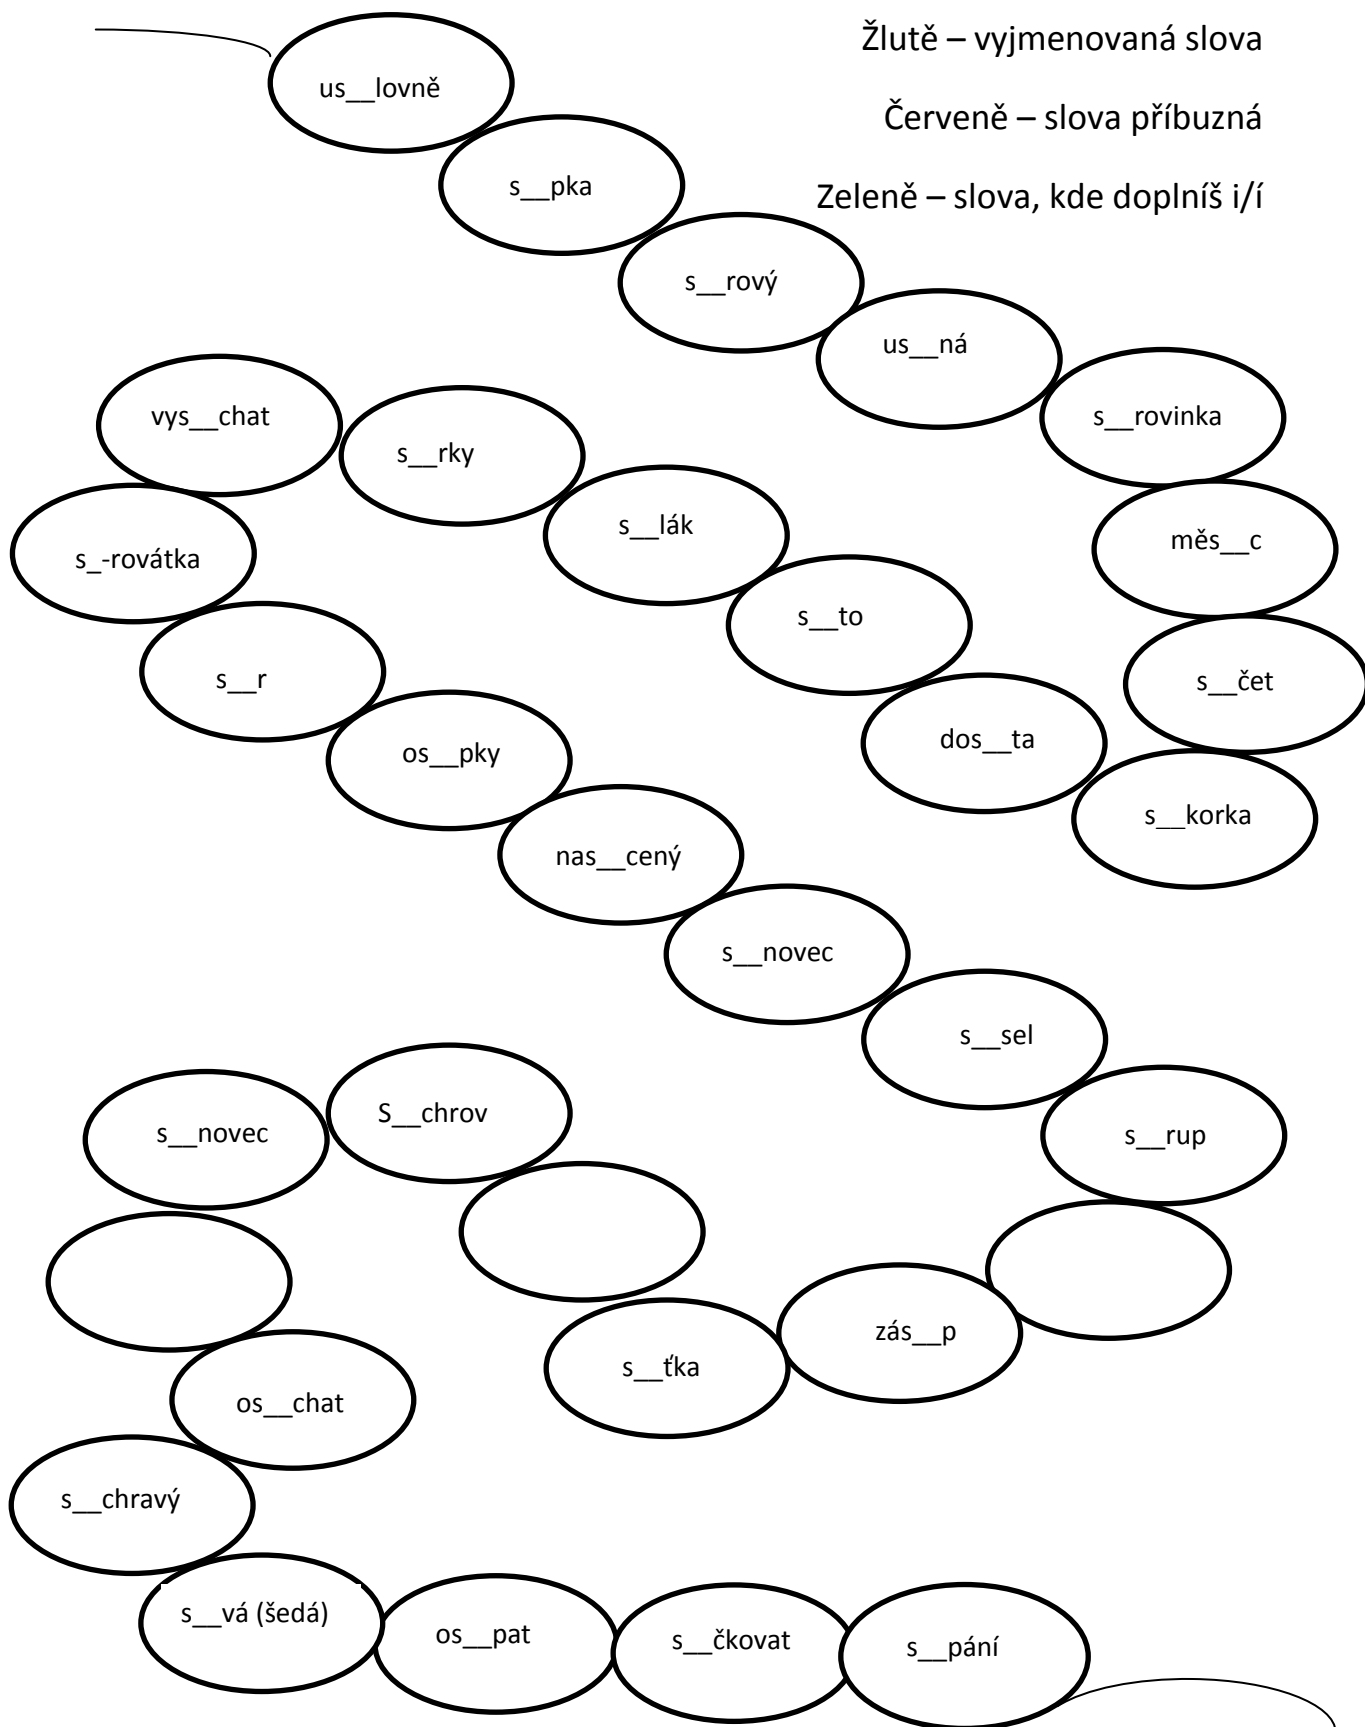 Žlutě – vyjmenovaná slova
Červeně – slova příbuzná
Zeleně – slova, kde doplníš i/í
us__lovně
s__pka
s__rový
us__ná
s__rovinka
měs__c
s__čet
s__korka
dos__ta
s__to
s__lák
s__rky
vys__chat
s_-rovátka
s__r
os__pky
nas__cený
s__novec
s__sel
s__rup
zás__p
s__ťka
S__chrov
s__novec
os__chat
s__chravý
s__vá (šedá)
os__pat
s__čkovat
s__pání